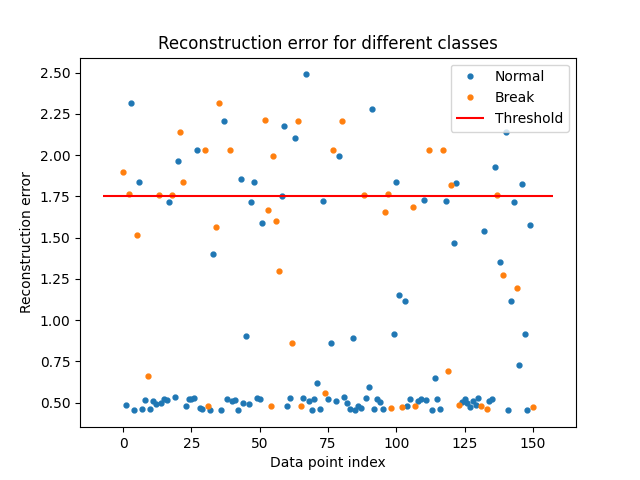 Reconstruction error for different classes
Normal
Break
Threshold
Reconstruction error
2.50
2.25
2.00
1.75
1.50
1.25
1.00
0.75
0.50
0
25
50
75
100
125
150
Data point index